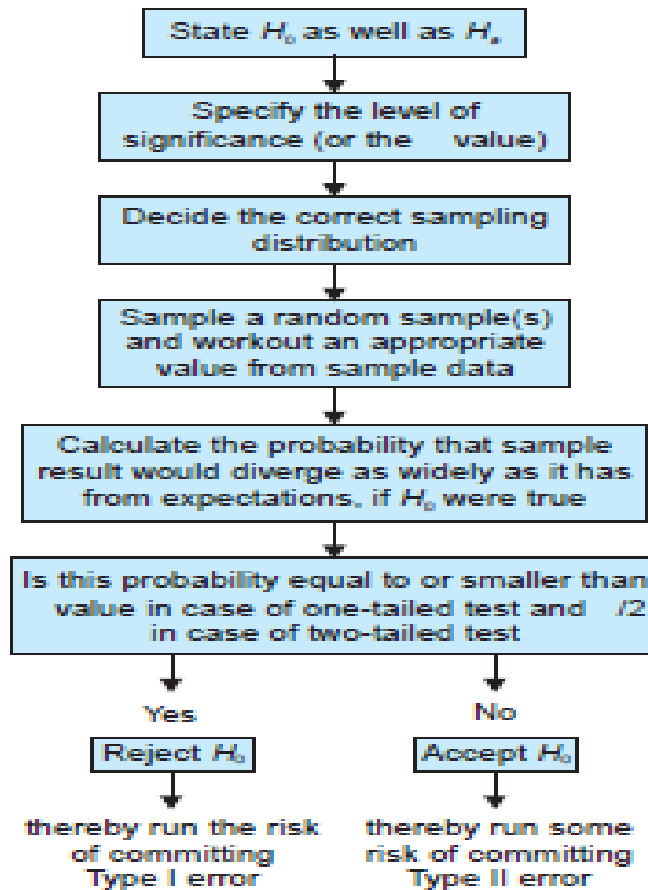 State H₀ as well as Hₐ
Specify the level of
significance (or the value)
Decide the correct sampling
distribution
Sample a random sample(s)
and workout an appropriate
value from sample data
Calculate the probability that sample
result would diverge as widely as it has
from expectations, if H₀ were true
Is this probability equal to or smaller than
value in case of one-tailed test and /2
in case of two-tailed test
Yes
No
Reject H₀
Accept H₀
thereby run the risk
of committing
Type I error
thereby run some
risk of committing
Type II error